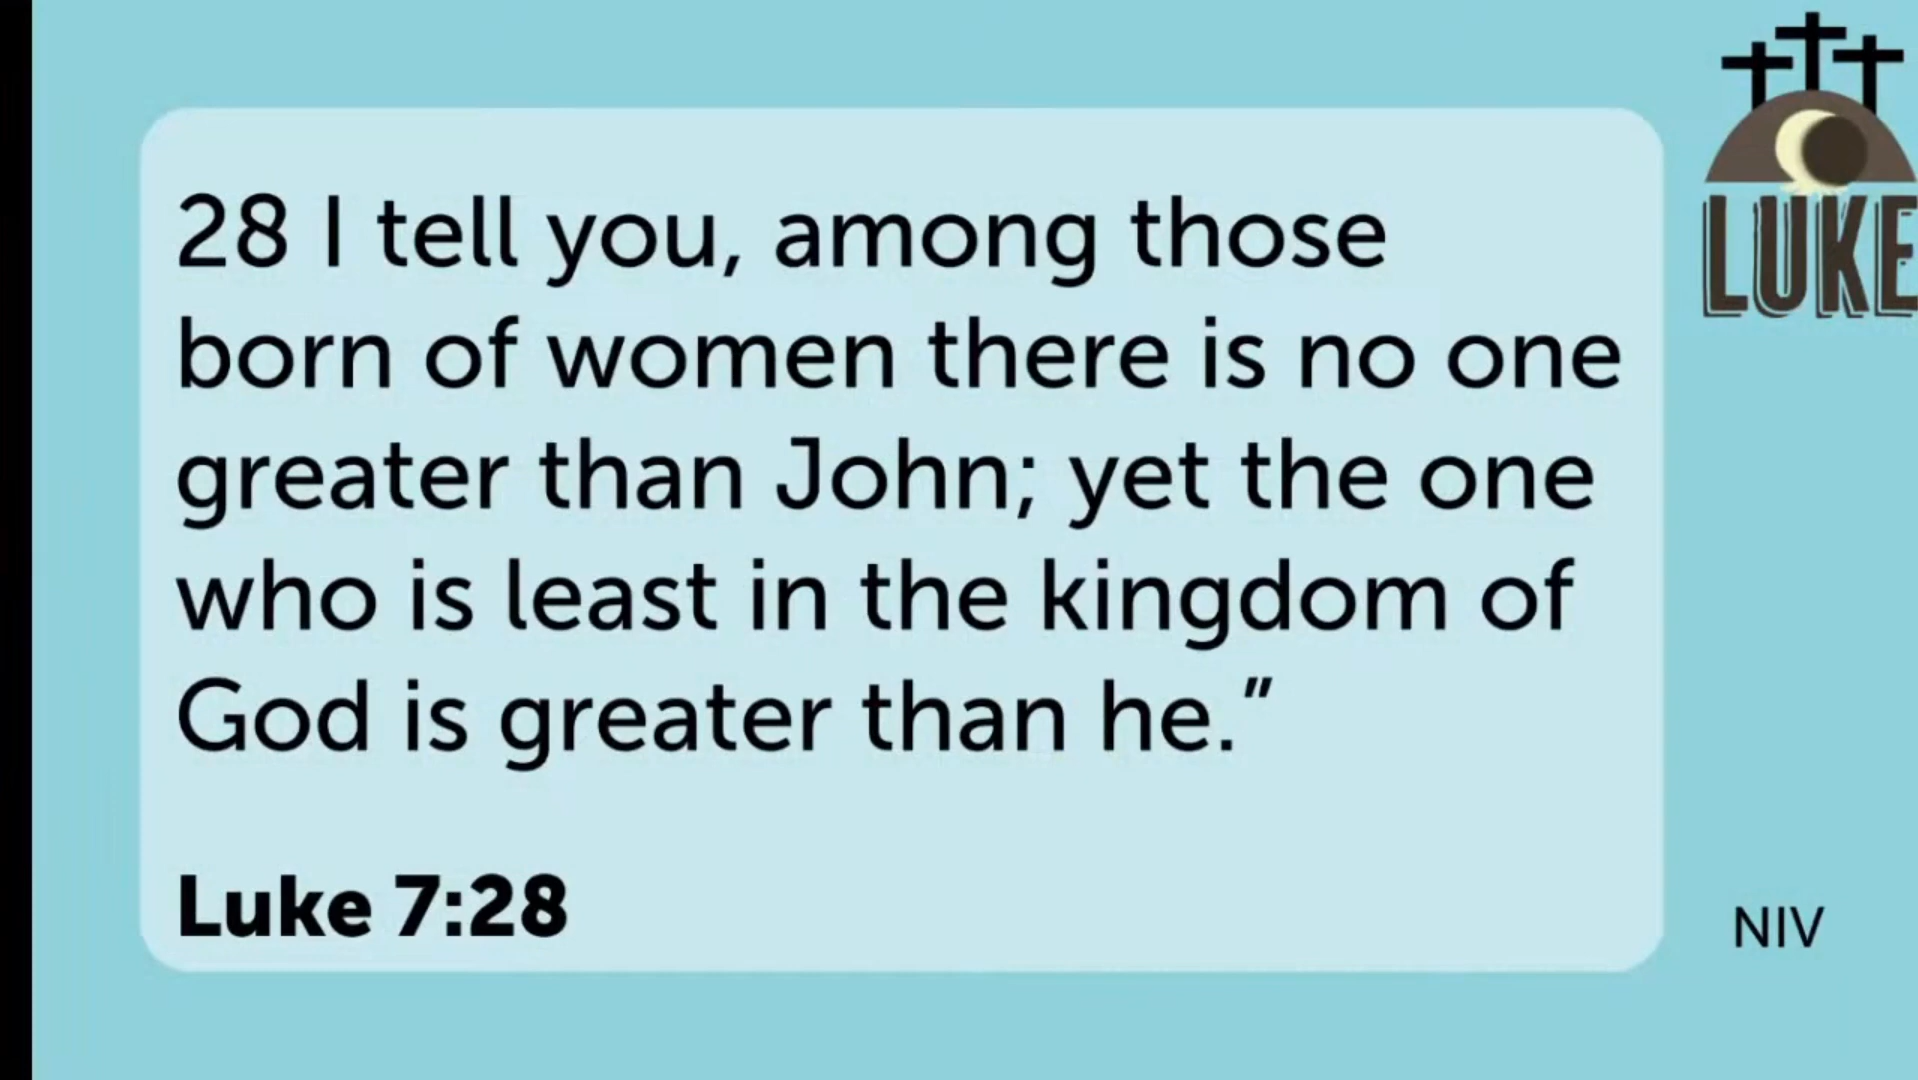 28 I tell you, among those
born of women there is no one
greater than John; yet the one
who is least in the kingdom of
God is greater than he.”
Luke 7:28
LUKE
NIV